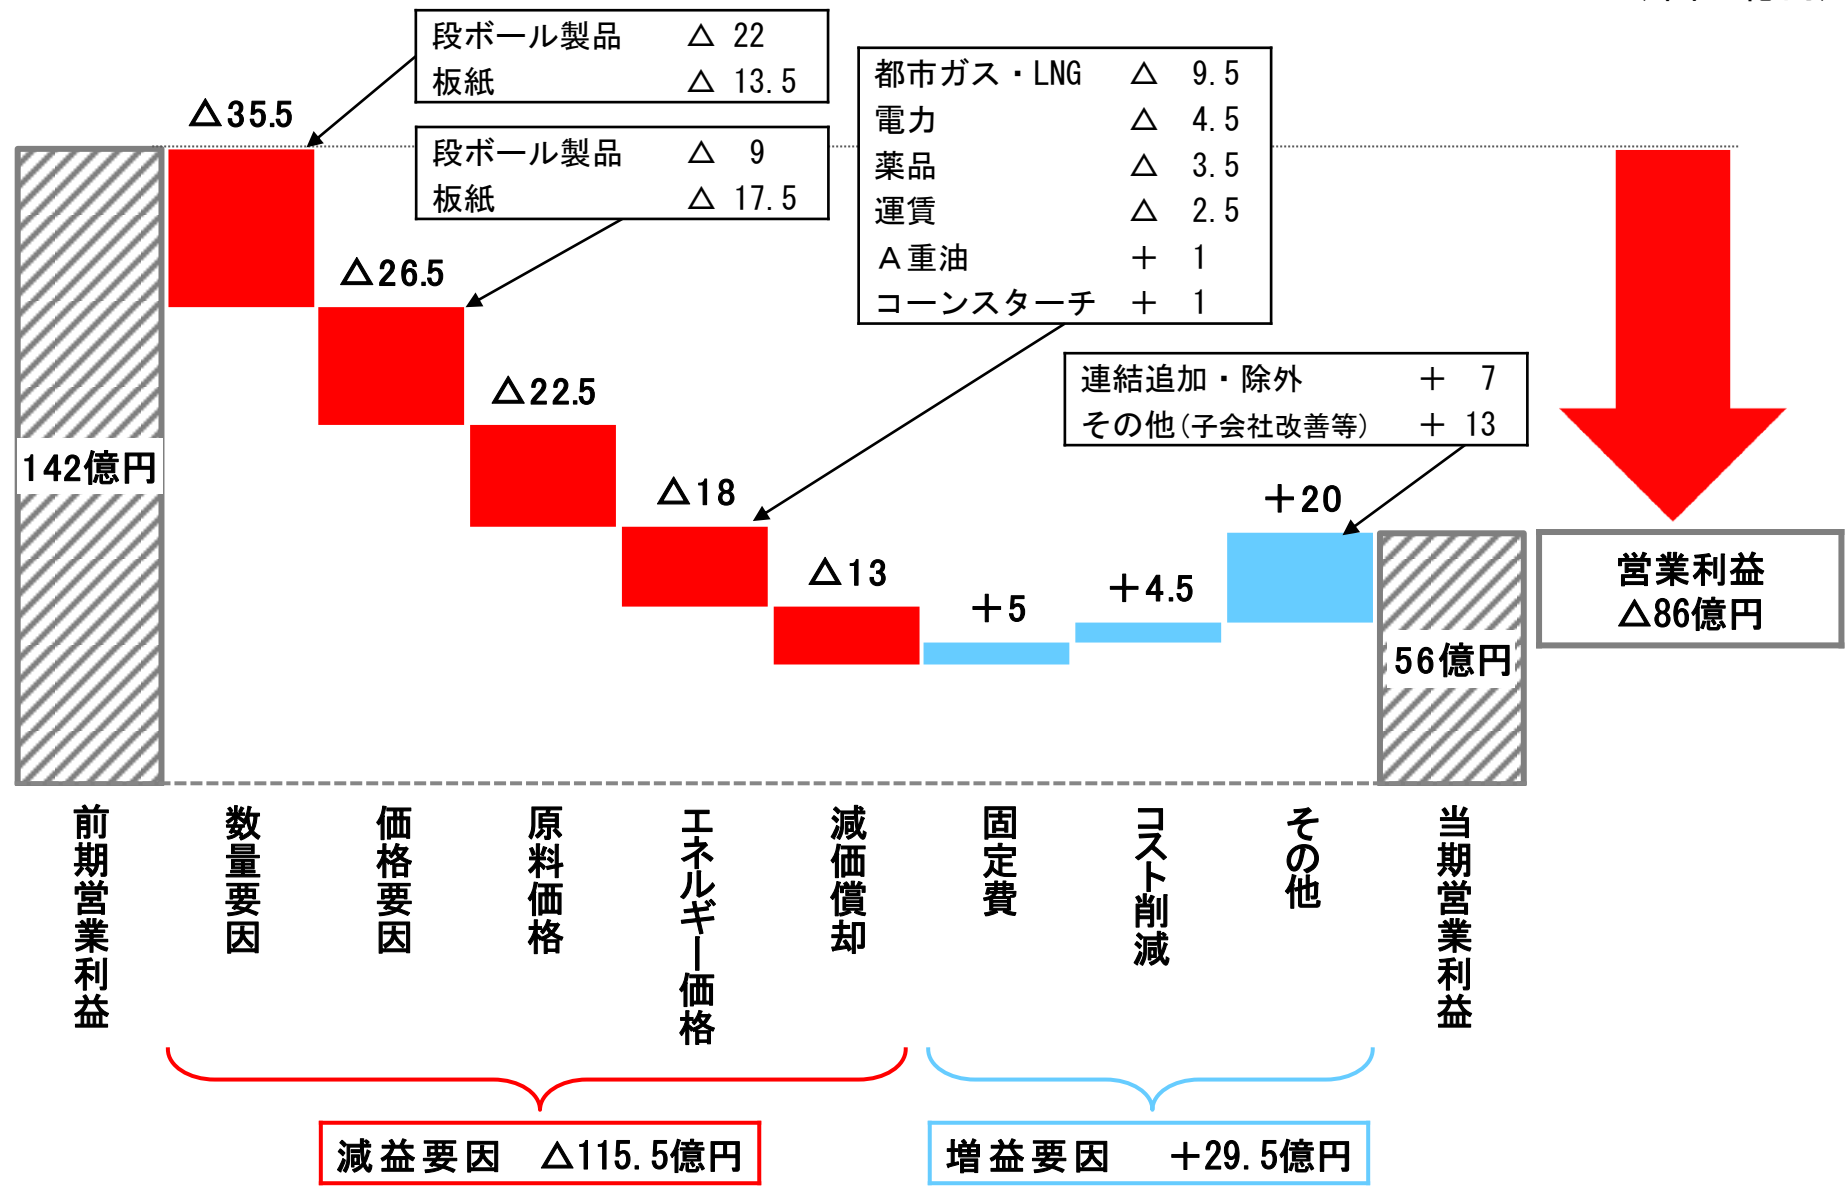 段ボール製品 △ 22
板紙 △ 13.5
△35.5
段ボール製品 △ 9
板紙 △ 17.5
△26.5
都市ガス・LNG △ 9.5
電力 △ 4.5
薬品 △ 3.5
運賃 △ 2.5
A重油 ＋ 1
コーンスターチ ＋ 1
△22.5
連結追加・除外 ＋ 7
その他(子会社改善等) ＋ 13
△18
＋20
△13
＋5
＋4.5
142億円
56億円
営業利益
△86億円
前期営業利益
数量要因
価格要因
原料価格
エネルギー価格
減価償却
固定費
コスト削減
その他
当期営業利益
減益要因 △115.5億円
増益要因 ＋29.5億円